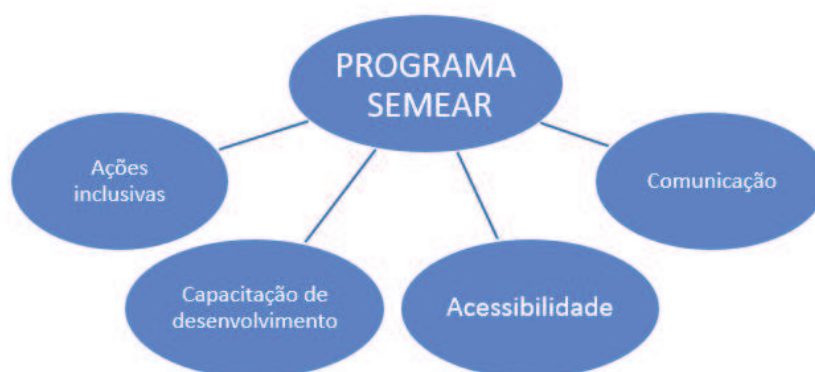 PROGRAMA
SEMEAR
Ações
inclusivas
Comunicação
Capacitação de
desenvolvimento
Acessibilidade